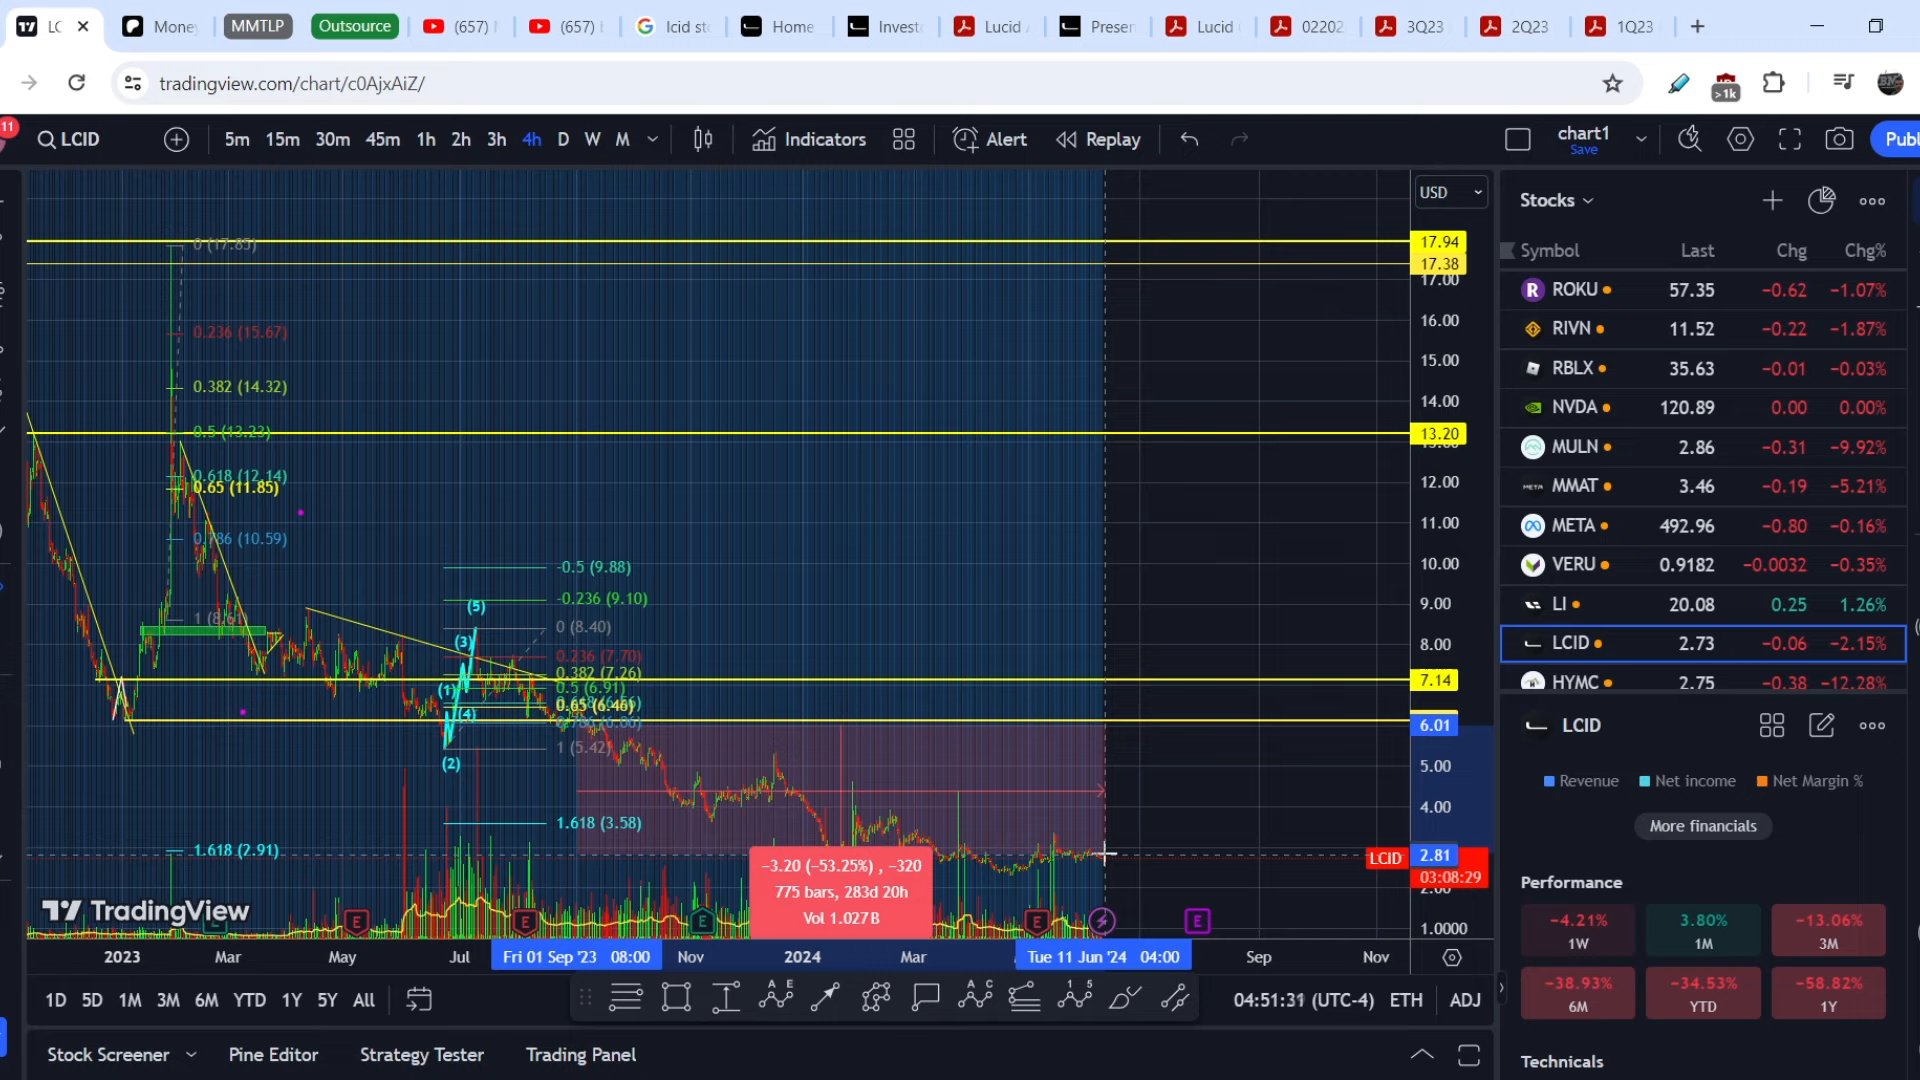 LC
Money
MMTLP
Outsource
(657)
(657)
lcid sto
Home
Invest
Lucid
Presen
Lucid
02202
3Q23
2Q23
1Q23
tradingview.com/chart/c0AjxAiZ/
>1k
11
LCID
5m 15m 30m 45m 1h 2h 3h 4h D W M
Indicators
Alert
Replay
chart1
Save
Publ
USD
17.94
17.38
17.00
16.00
15.00
14.00
13.20
12.00
11.00
10.00
9.00
8.00
7.14
6.01
5.00
4.00
LCID 2.81
03:08:29
2.00
1.0000
0 (17.85)
0.236 (15.67)
0.382 (14.32)
0.5 (13.23)
0.618 (12.14)
0.65 (11.85)
0.786 (10.59)
1 (8.61)
1.618 (2.91)
-0.5 (9.88)
-0.236 (9.10)
0 (8.40)
0.236 (7.70)
0.382 (7.26)
0.5 (6.91)
0.65 (6.46)
0.786 (6.06)
1 (5.42)
1.618 (3.58)
(1)
(2)
(3)
(4)
(5)
−3.20 (−53.25%) , −320
775 bars, 283d 20h
Vol 1.027B
TradingView
E
E
E
E
E
E
2023 Mar May Jul Fri 01 Sep '23 08:00 Nov 2024 Mar Tue 11 Jun '24 04:00 Sep Nov
1D 5D 1M 3M 6M YTD 1Y 5Y All
04:51:31 (UTC-4) ETH ADJ
Stock Screener
Pine Editor
Strategy Tester
Trading Panel
Stocks
Symbol Last Chg Chg%
ROKU 57.35 −0.62 −1.07%
RIVN 11.52 −0.22 −1.87%
RBLX 35.63 −0.01 −0.03%
NVDA 120.89 0.00 0.00%
MULN 2.86 −0.31 −9.92%
MMAT 3.46 −0.19 −5.21%
META 492.96 −0.80 −0.16%
VERU 0.9182 −0.0032 −0.35%
LI 20.08 0.25 1.26%
LCID 2.73 −0.06 −2.15%
HYMC 2.75 −0.38 −12.28%
LCID
Revenue Net income Net Margin %
More financials
Performance
−4.21% 3.80% −13.06%
1W 1M 3M
−38.93% −34.53% −58.82%
6M YTD 1Y
Technicals